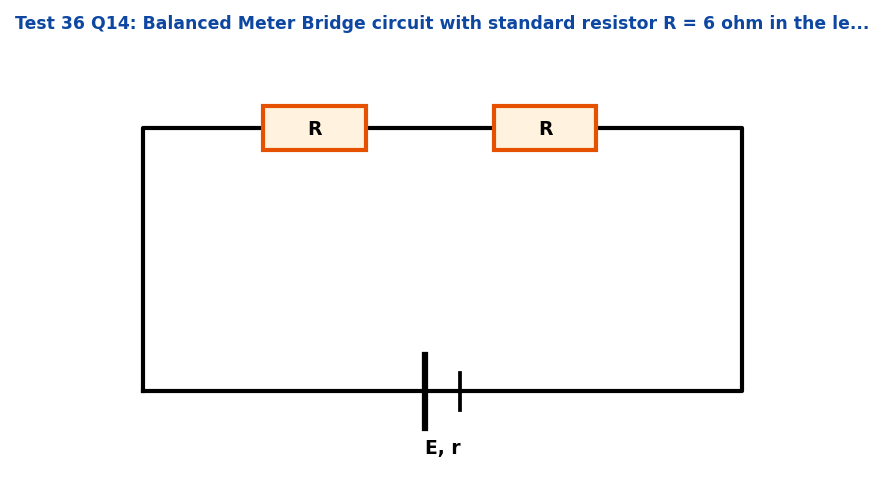 Test 36 Q14: Balanced Meter Bridge circuit with standard resistor R = 6 ohm in the le...
R R
E, r